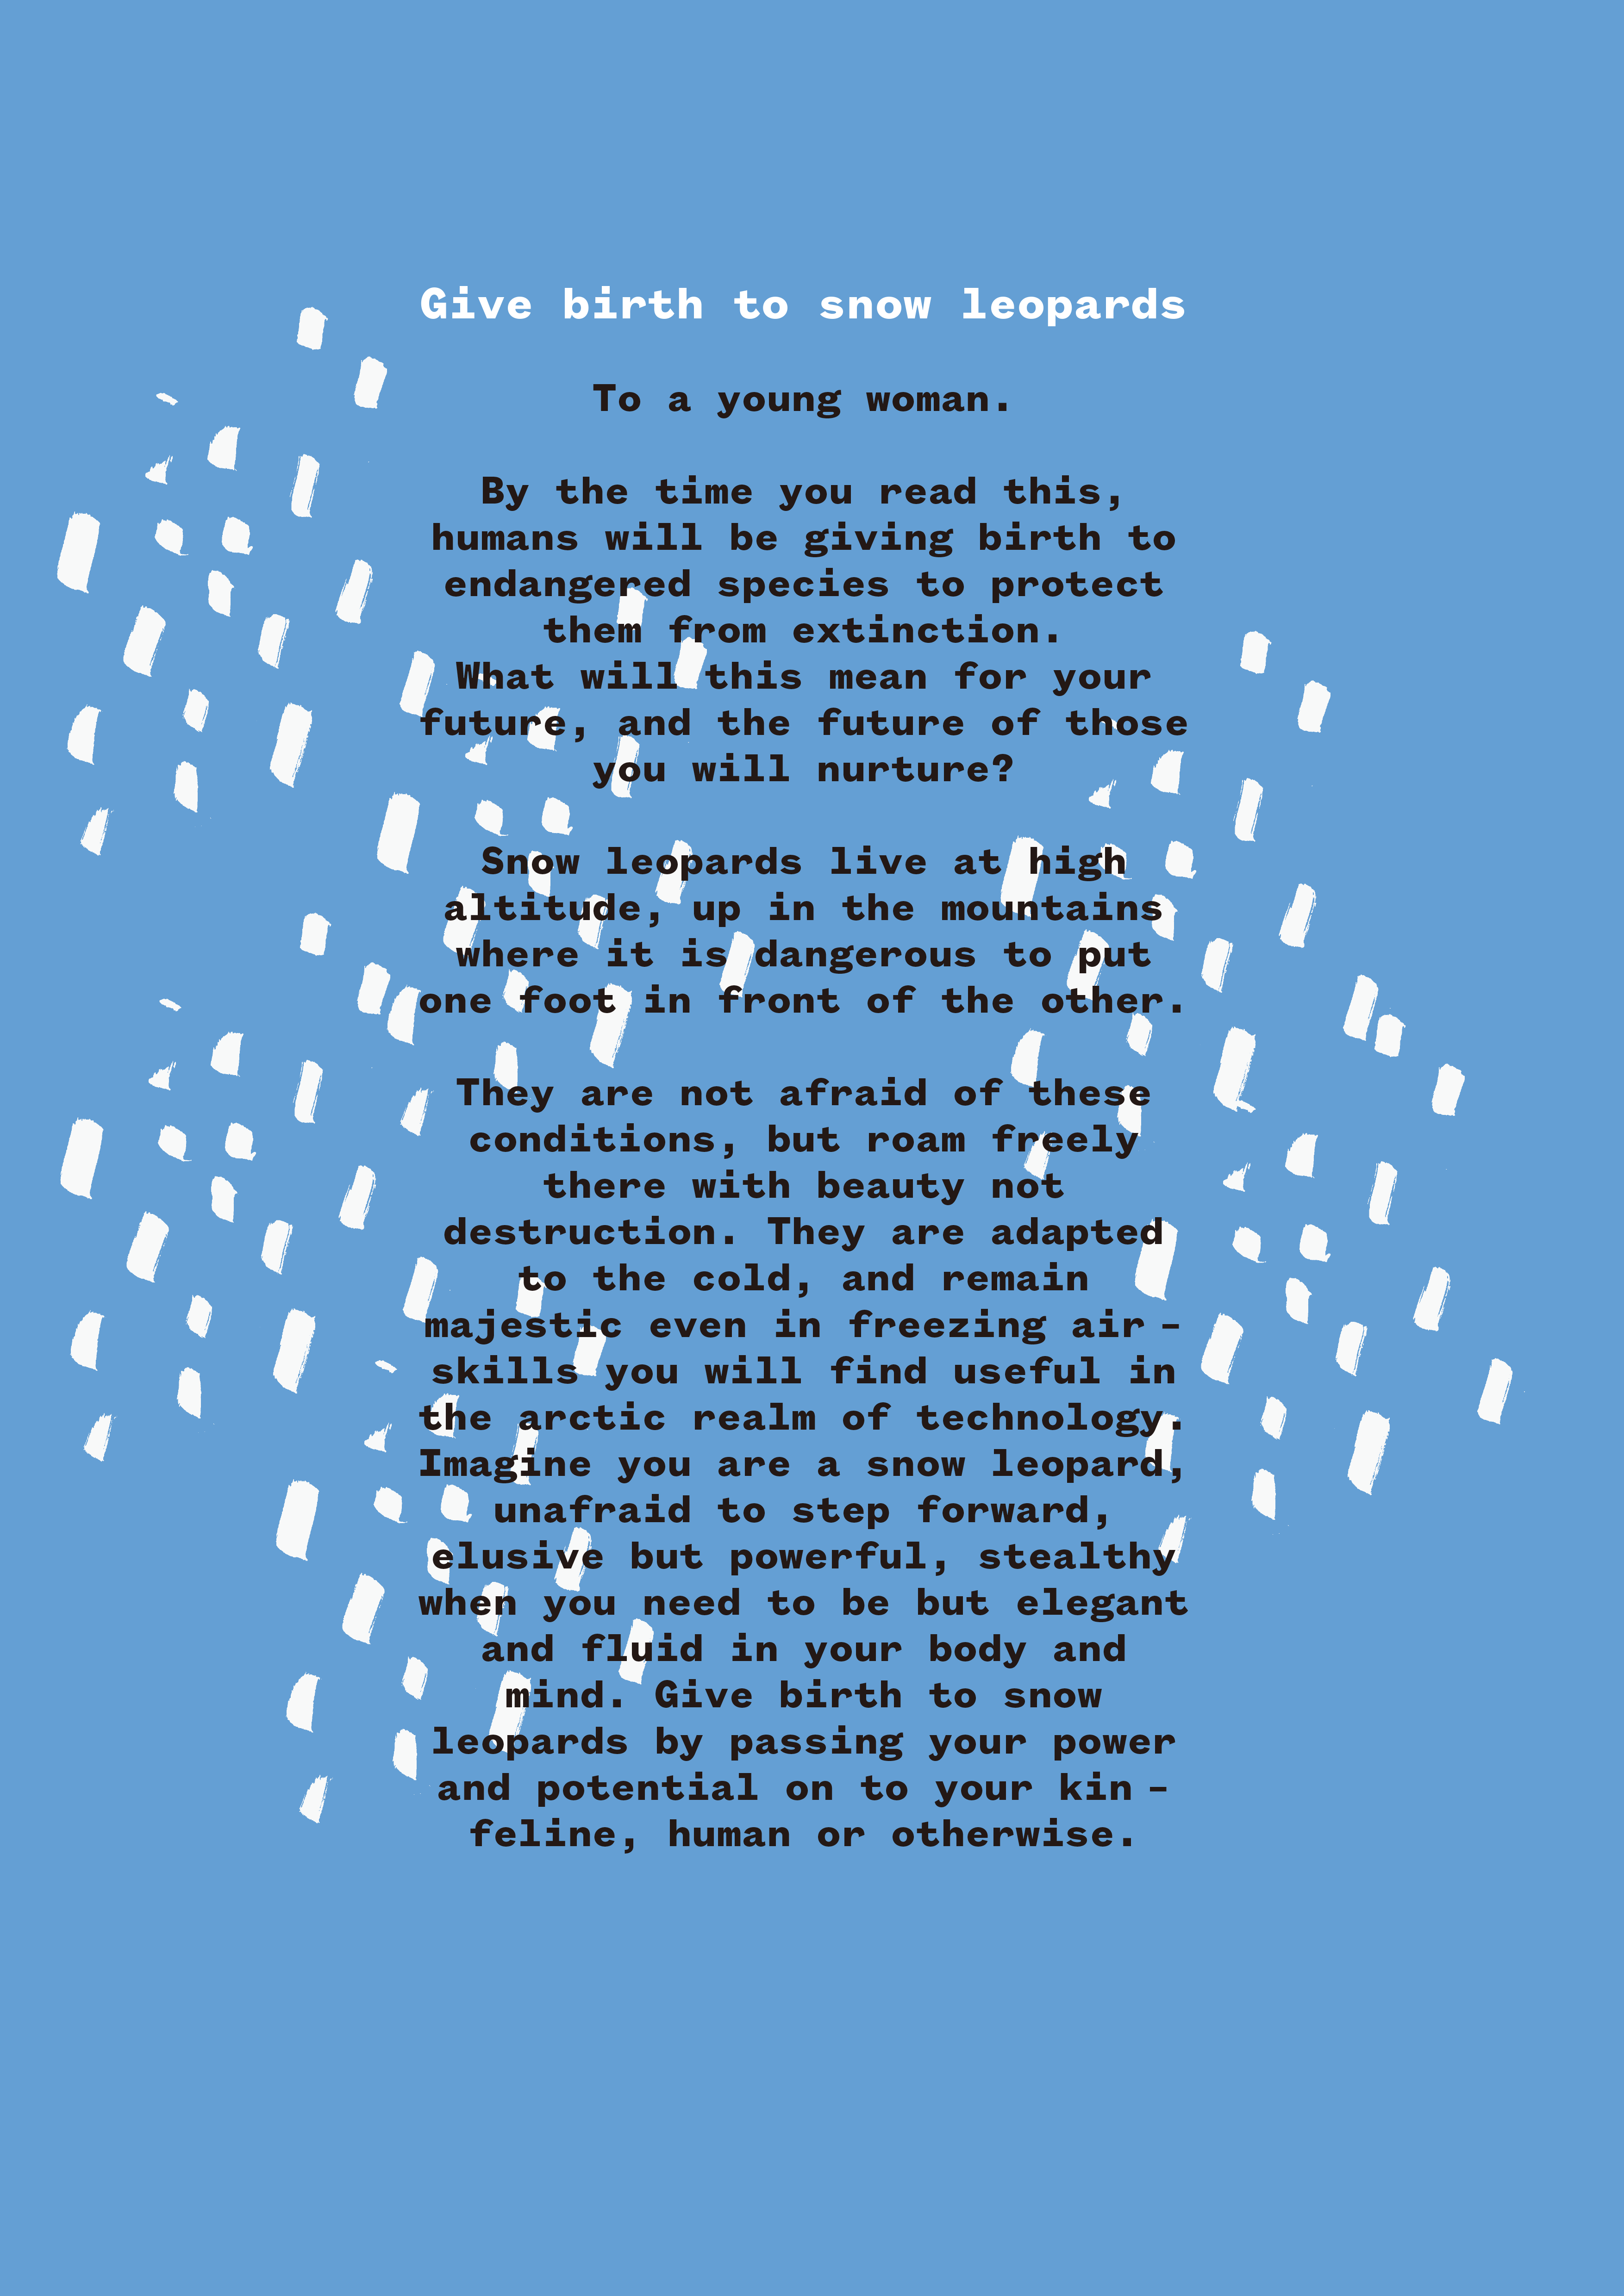 Give birth to snow leopards
To a young woman.
By the time you read this,
humans will be giving birth to
endangered species to protect
them from extinction.
What will this mean for your
future, and the future of those
you will nurture?
Snow leopards live at high
altitude, up in the mountains
where it is dangerous to put
one foot in front of the other.
They are not afraid of these
conditions, but roam freely
there with beauty not
destruction. They are adapted
to the cold, and remain
majestic even in freezing air –
skills you will find useful in
the arctic realm of technology.
Imagine you are a snow leopard,
unafraid to step forward,
elusive but powerful, stealthy
when you need to be but elegant
and fluid in your body and
mind. Give birth to snow
leopards by passing your power
and potential on to your kin –
feline, human or otherwise.